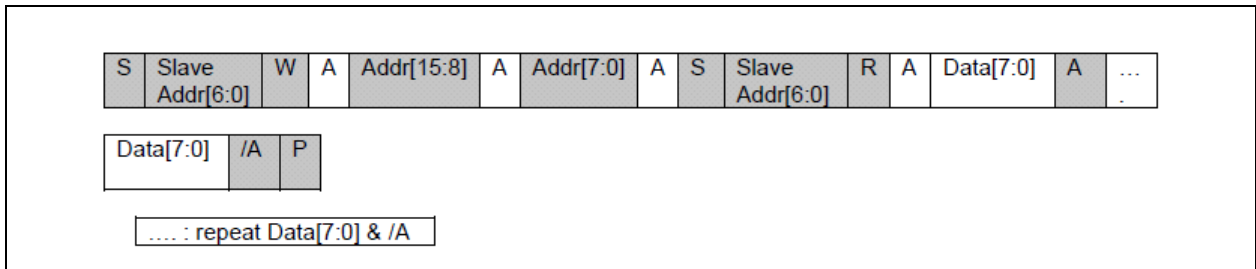 S Slave W A Addr[15:8] A Addr[7:0] A S Slave R A Data[7:0] A ...
Addr[6:0] Addr[6:0] .
Data[7:0] /A P
.... : repeat Data[7:0] & /A